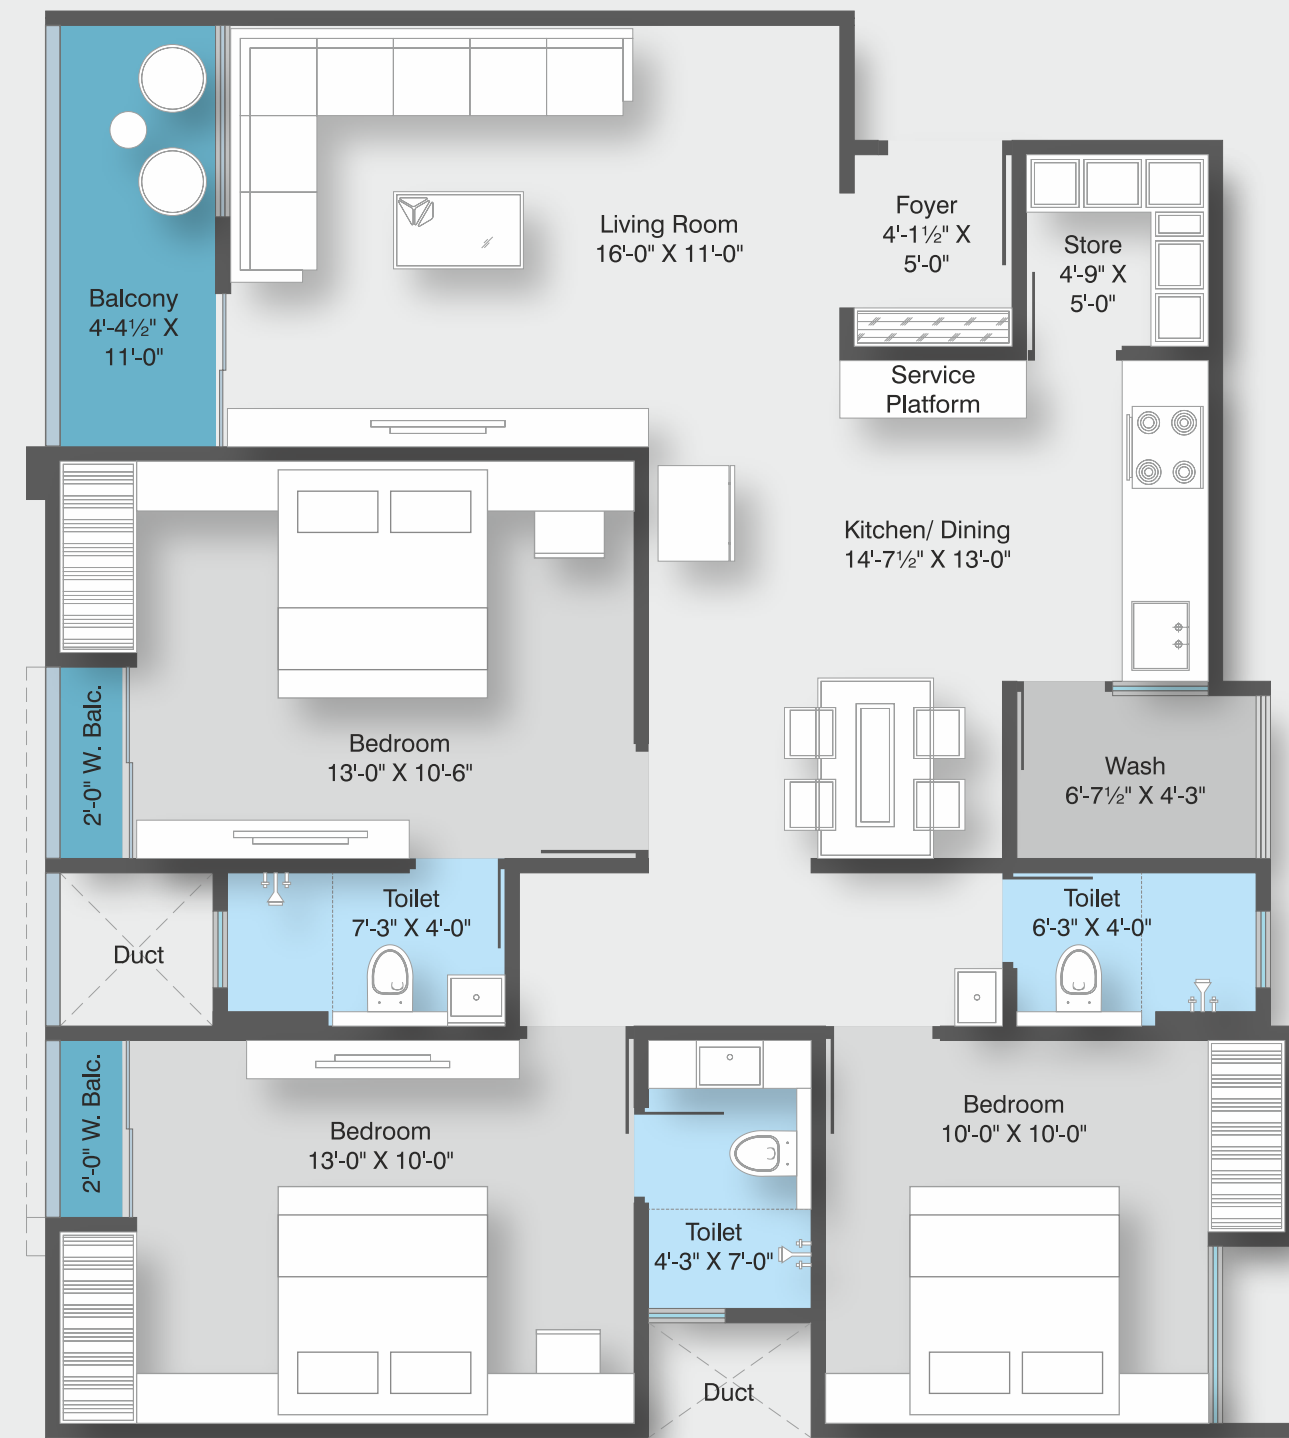 Living Room
16'-0" X 11'-0"
Foyer
4'-1½" X
5'-0"
Store
4'-9" X
5'-0"
Balcony
4'-4½" X
11'-0"
Service
Platform
Kitchen/ Dining
14'-7½" X 13'-0"
2'-0" W. Balc.
Bedroom
13'-0" X 10'-6"
Wash
6'-7½" X 4'-3"
Duct
Toilet
7'-3" X 4'-0"
Toilet
6'-3" X 4'-0"
2'-0" W. Balc.
Bedroom
13'-0" X 10'-0"
Bedroom
10'-0" X 10'-0"
Toilet
4'-3" X 7'-0"
Duct